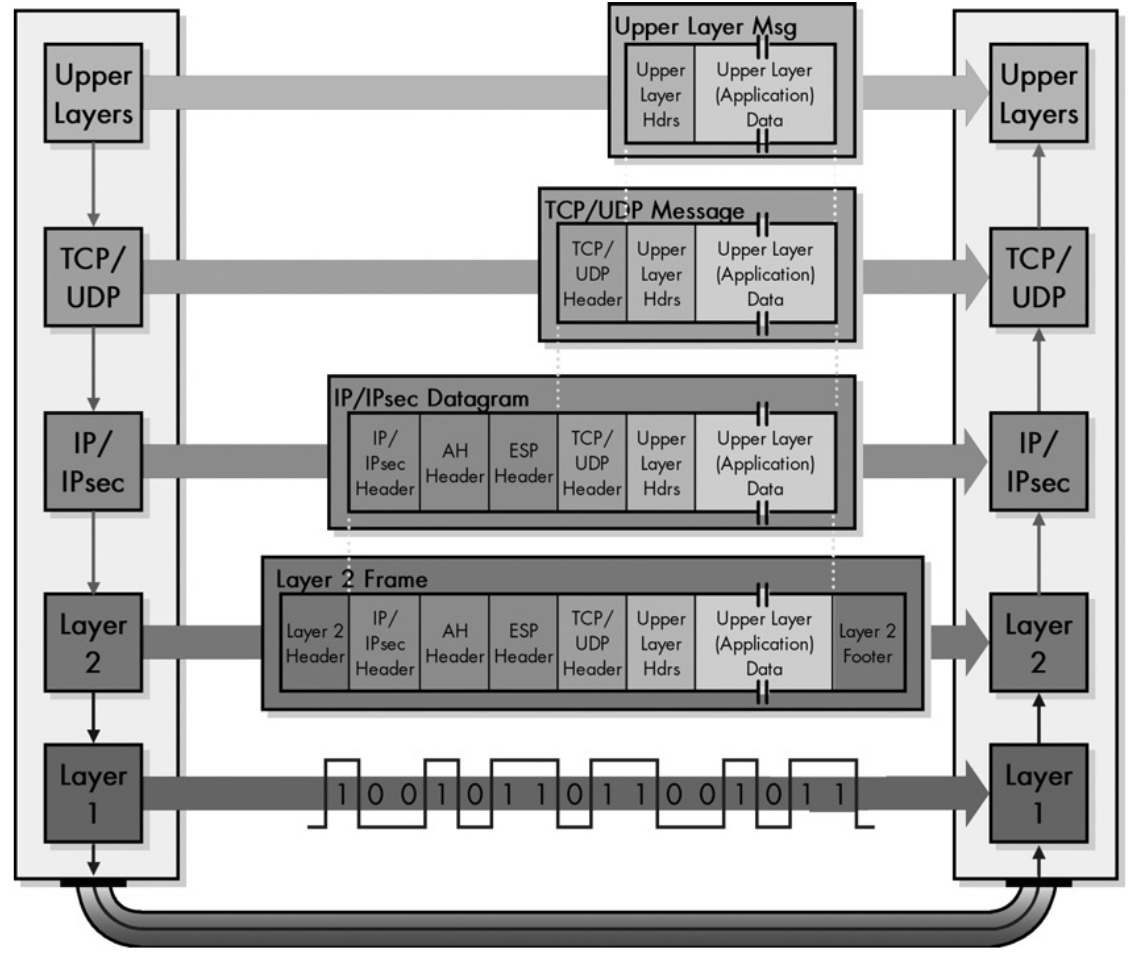 Upper Layer Msg
Upper
Layers
Upper
Layer
Hdrs
Upper Layer
(Application)
Data
Upper
Layers
TCP/UDP Message
TCP/
UDP
TCP/
UDP
Header
Upper
Layer
Hdrs
Upper Layer
(Application)
Data
TCP/
UDP
IP/IPsec Datagram
IP/
IPsec
IP/
IPsec
Header
AH
Header
ESP
Header
TCP/
UDP
Header
Upper
Layer
Hdrs
Upper Layer
(Application)
Data
IP/
IPsec
Layer 2 Frame
Layer
2
Layer 2
Header
IP/
IPsec
Header
AH
Header
ESP
Header
TCP/
UDP
Header
Upper
Layer
Hdrs
Upper Layer
(Application)
Data
Layer 2
Footer
Layer
2
Layer
1
1 0 0 1 0 1 1 0 1 1 0 0 1 0 1 1
Layer
1